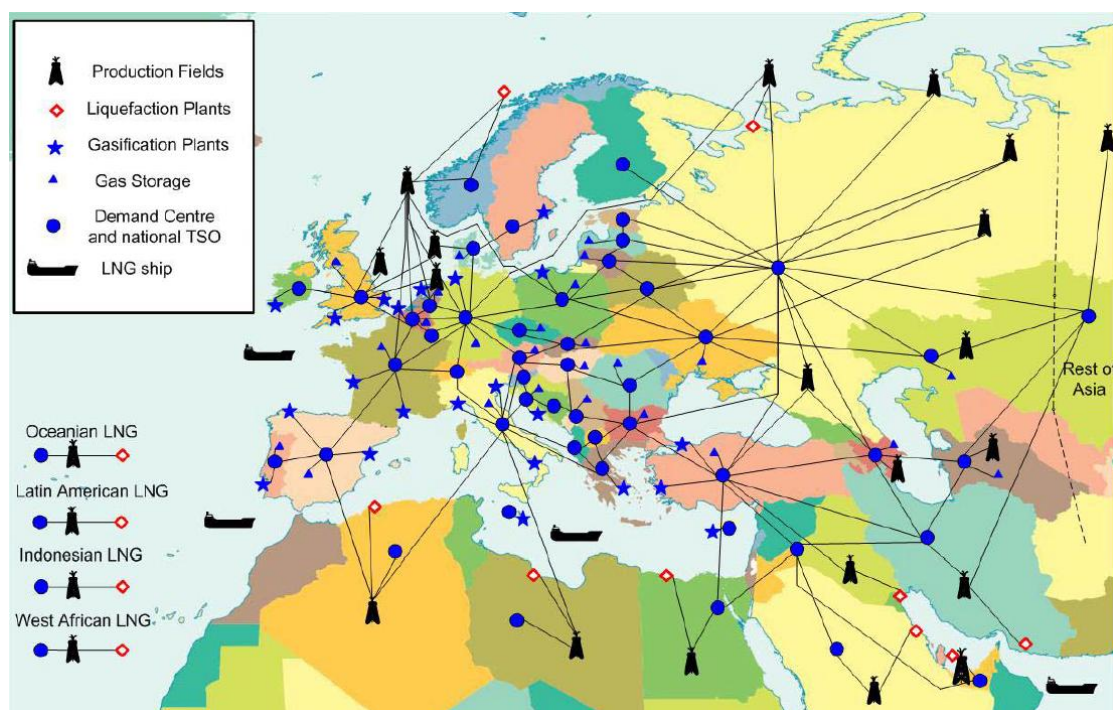 Production Fields
Liquefaction Plants
Gasification Plants
Gas Storage
Demand Centre
and national TSO
LNG ship
Rest of
Asia
Oceanian LNG
Latin American LNG
Indonesian LNG
West African LNG